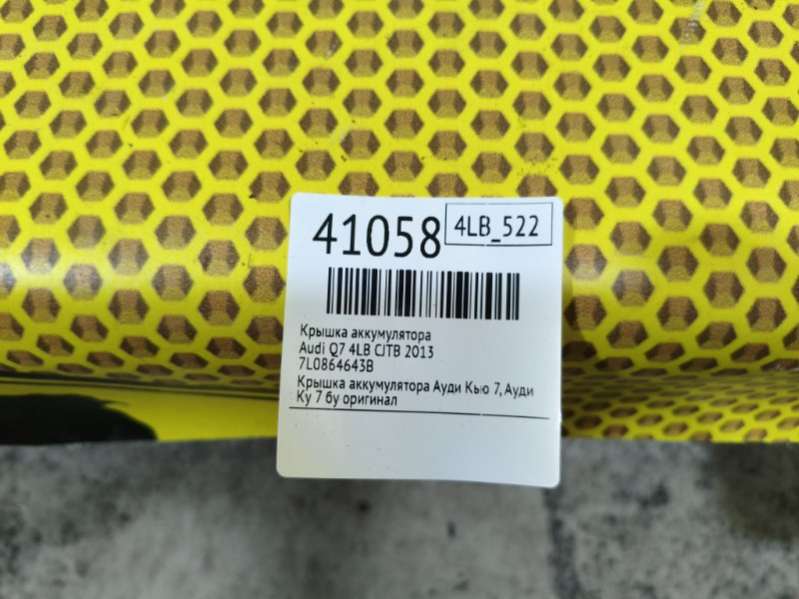 41058
4LB_522
Крышка аккумулятора
Audi Q7 4LB CJTB 2013
7L0864643B
Крышка аккумулятора Ауди Кью 7, Ауди
Ку 7 бу оригинал